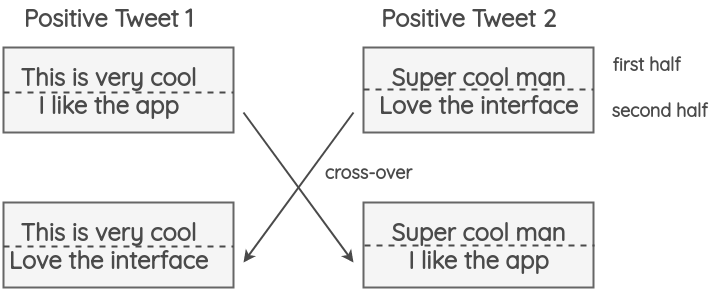 Positive Tweet 1
Positive Tweet 2
This is very cool
I like the app
Super cool man
Love the interface
first half
second half
cross-over
This is very cool
Love the interface
Super cool man
I like the app